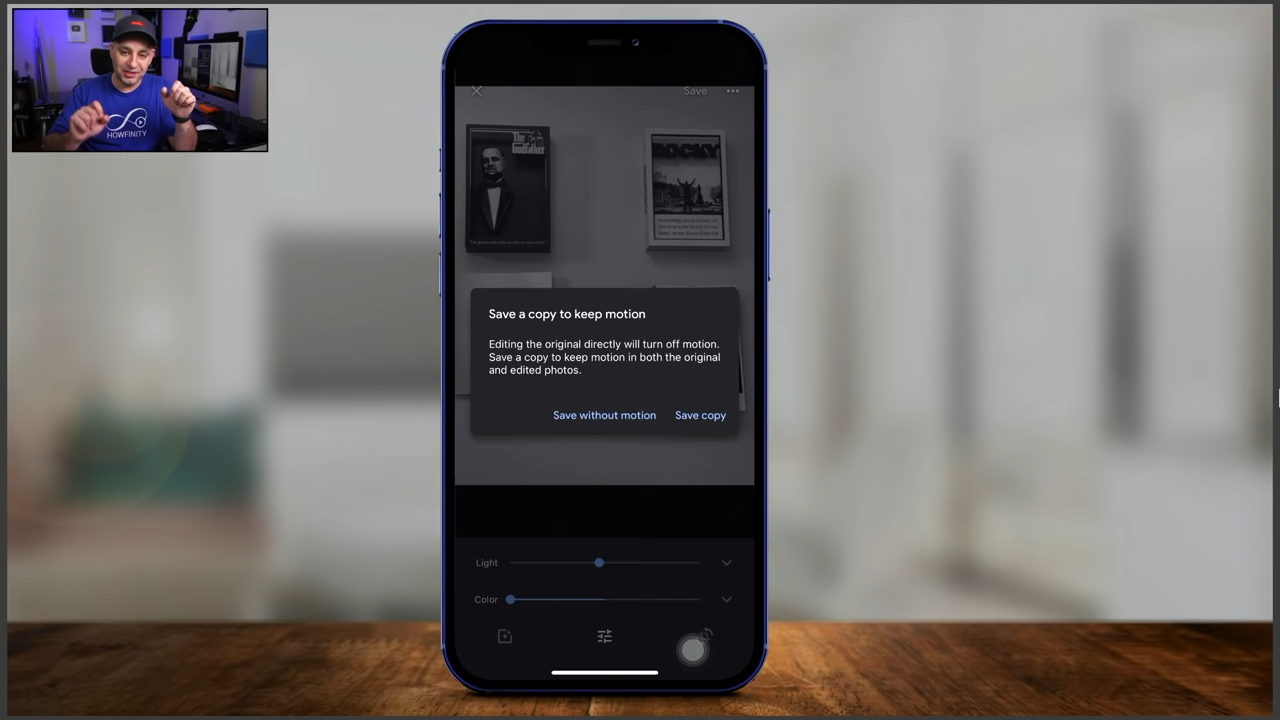 HOWFINITY
Save
The
Godfather
ROCKY
Save a copy to keep motion
Editing the original directly will turn off motion.
Save a copy to keep motion in both the original
and edited photos.
Save without motion
Save copy
Light
Color